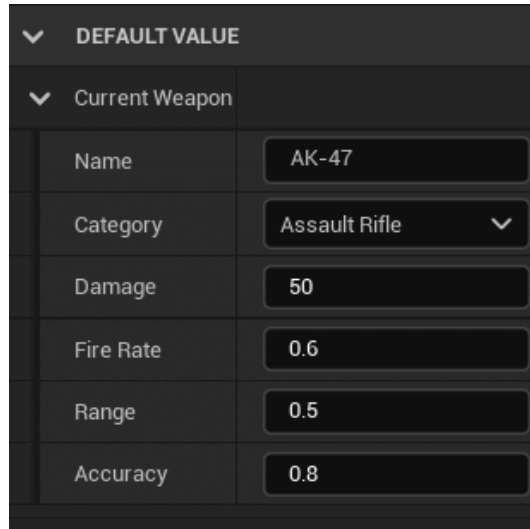 DEFAULT VALUE
Current Weapon
Name AK-47
Category Assault Rifle
Damage 50
Fire Rate 0.6
Range 0.5
Accuracy 0.8